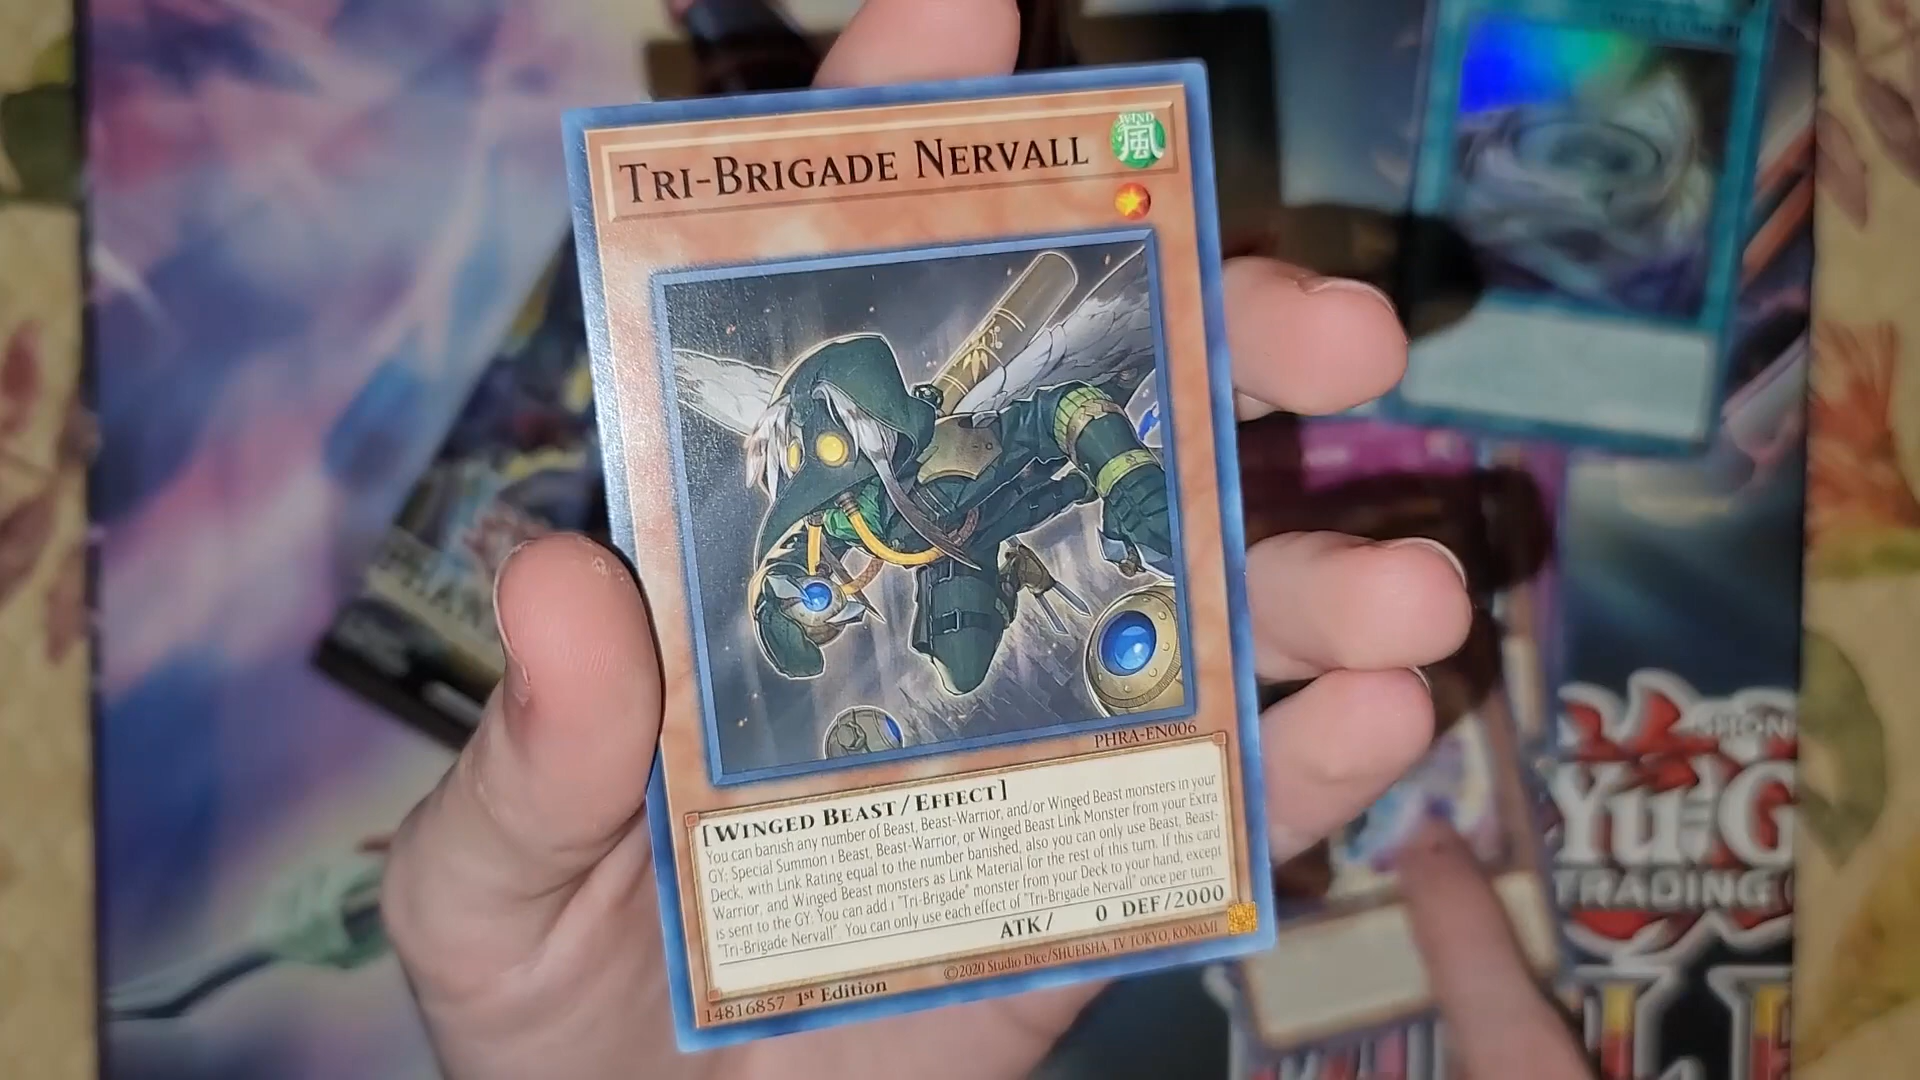 TRI-BRIGADE NERVALL
WIND
風
PHRA-EN006
[WINGED BEAST/EFFECT]
You can banish any number of Beast, Beast-Warrior, and/or Winged Beast monsters in your
GY; Special Summon 1 Beast, Beast-Warrior, or Winged Beast Link Monster from your Extra
Deck, with Link Rating equal to the number banished, also you can only use Beast, Beast-
Warrior, and Winged Beast monsters as Link Material for the rest of this turn. If this card
is sent to the GY: You can add 1 "Tri-Brigade" monster from your Deck to your hand, except
"Tri-Brigade Nervall". You can only use each effect of "Tri-Brigade Nervall" once per turn.
ATK/ 0 DEF/2000
14816857 1st Edition
©2020 Studio Dice/SHUEISHA, TV TOKYO, KONAMI
PHAN
SHON
Yu-G
TRADING